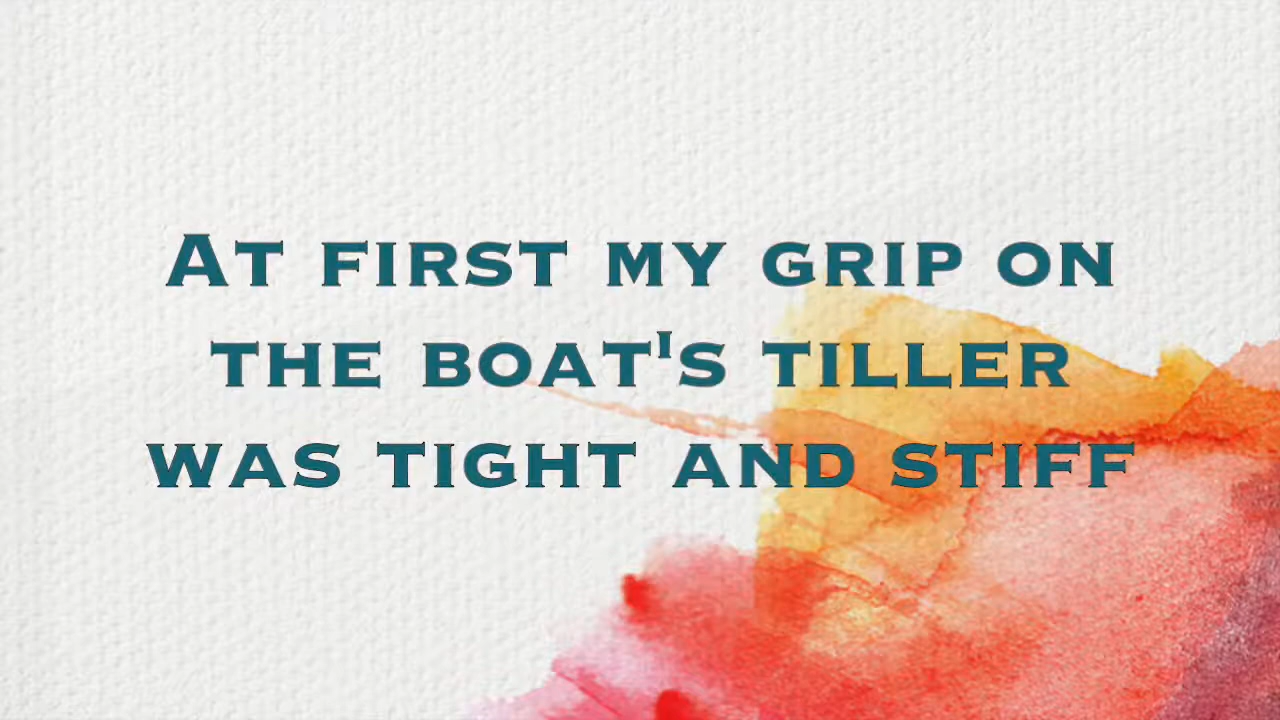 At first my grip on
the boat's tiller
was tight and stiff